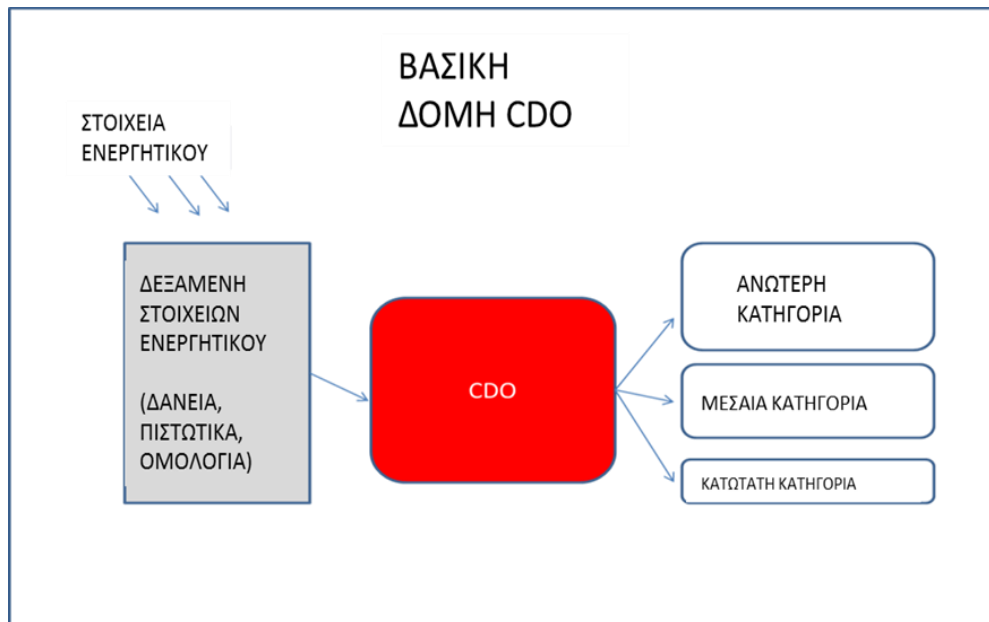 ΒΑΣΙΚΗ
ΔΟΜΗ CDO
ΣΤΟΙΧΕΙΑ
ΕΝΕΡΓΗΤΙΚΟΥ
ΔΕΞΑΜΕΝΗ
ΣΤΟΙΧΕΙΩΝ
ΕΝΕΡΓΗΤΙΚΟΥ
(ΔΑΝΕΙΑ,
ΠΙΣΤΩΤΙΚΑ,
ΟΜΟΛΟΓΙΑ)
CDO
ΑΝΩΤΕΡΗ
ΚΑΤΗΓΟΡΙΑ
ΜΕΣΑΙΑ ΚΑΤΗΓΟΡΙΑ
ΚΑΤΩΤΑΤΗ ΚΑΤΗΓΟΡΙΑ